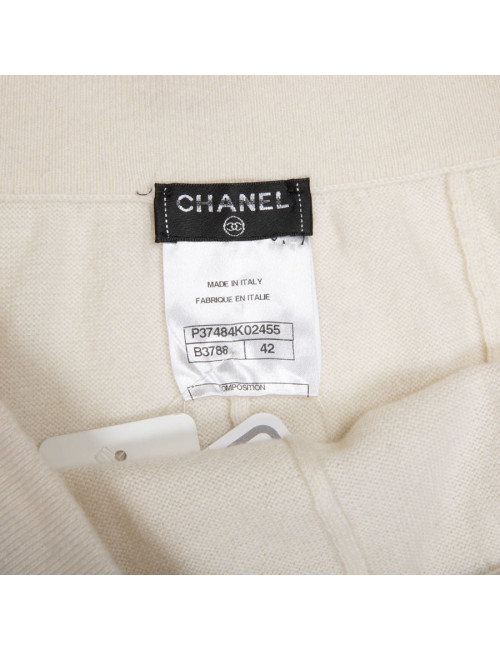 CHANEL
MADE IN ITALY
FABRIQUE EN ITALIE
P37484K02455
B3788 42
COMPOSITION